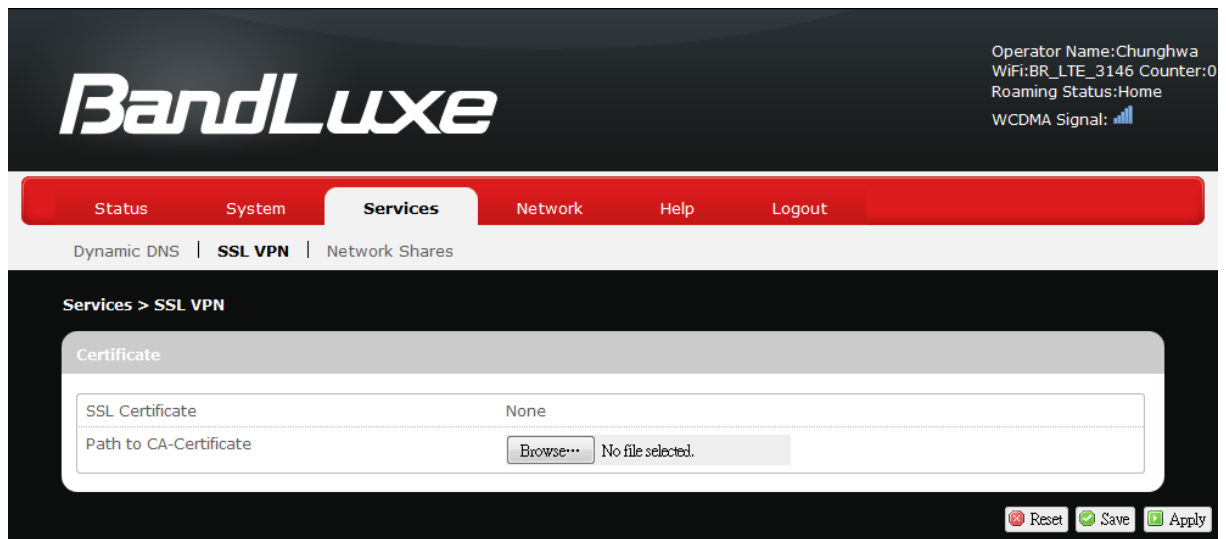 BandLuxe
Operator Name:Chunghwa
WiFi:BR_LTE_3146 Counter:0
Roaming Status:Home
WCDMA Signal:
Status System Services Network Help Logout
Dynamic DNS | SSL VPN | Network Shares
Services > SSL VPN
Certificate
SSL Certificate None
Path to CA-Certificate Browse··· No file selected.
Reset Save Apply